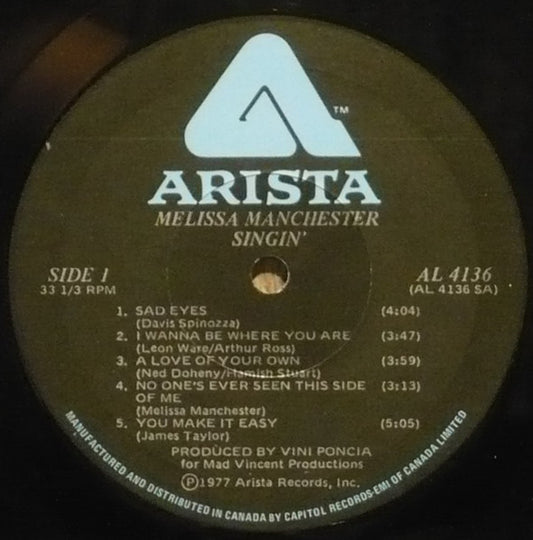 TM
ARISTA
MELISSA MANCHESTER
SINGIN'
SIDE 1
33 1/3 RPM
AL 4136
(AL 4136 SA)
1. SAD EYES (4:04)
(Davis Spinozza)
2. I WANNA BE WHERE YOU ARE (3:47)
(Leon Ware/Arthur Ross)
3. A LOVE OF YOUR OWN (3:59)
(Ned Doheny/Hamish Stuart)
4. NO ONE'S EVER SEEN THIS SIDE (3:13)
OF ME
(Melissa Manchester)
5. YOU MAKE IT EASY (5:05)
(James Taylor)
PRODUCED BY VINI PONCIA
for Mad Vincent Productions
Ⓟ1977 Arista Records, Inc.
MANUFACTURED AND DISTRIBUTED IN CANADA BY CAPITOL RECORDS-EMI OF CANADA LIMITED